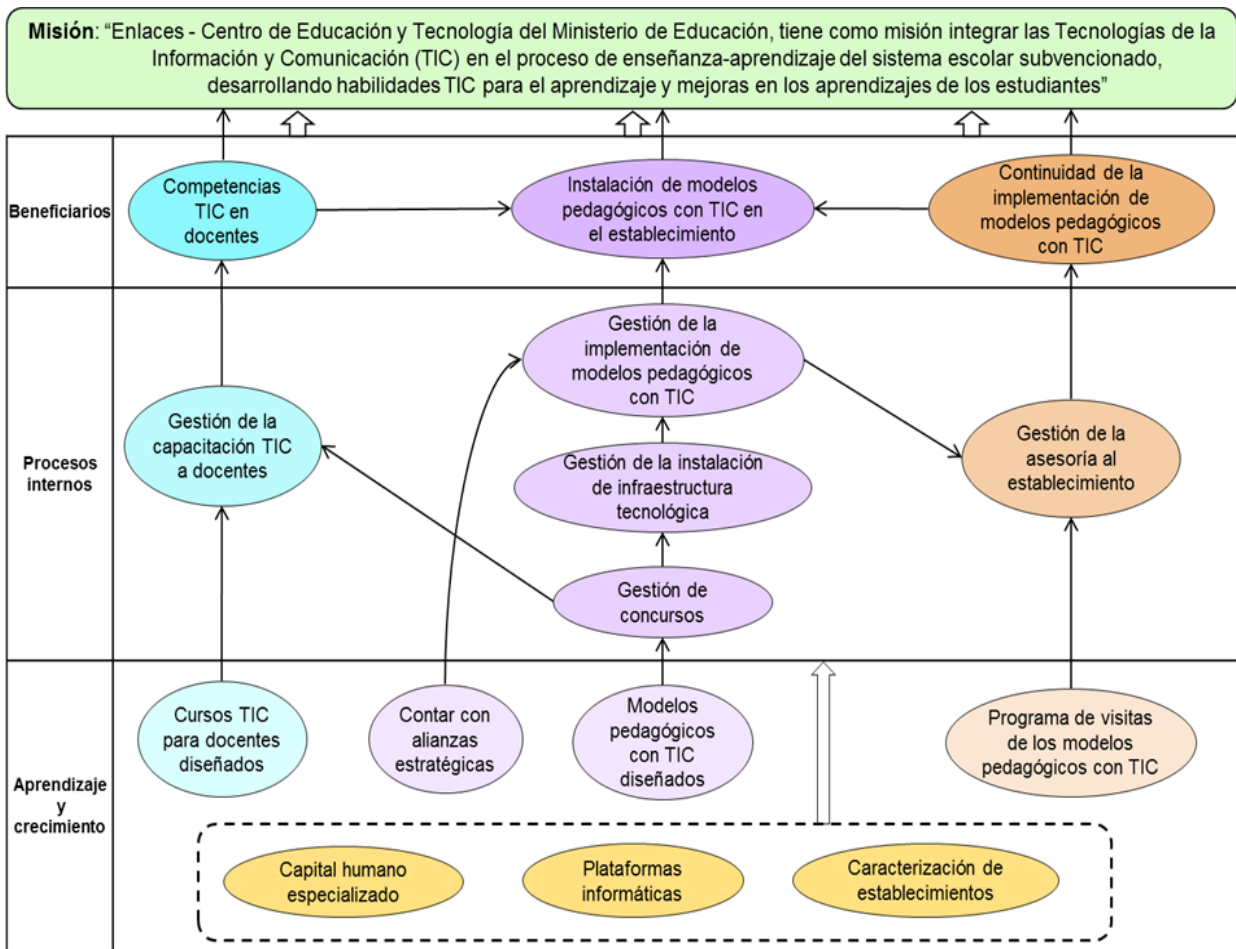 Misión: “Enlaces - Centro de Educación y Tecnología del Ministerio de Educación, tiene como misión integrar las Tecnologías de la
Información y Comunicación (TIC) en el proceso de enseñanza-aprendizaje del sistema escolar subvencionado,
desarrollando habilidades TIC para el aprendizaje y mejoras en los aprendizajes de los estudiantes”
Beneficiarios
Competencias
TIC en
docentes
Instalación de modelos
pedagógicos con TIC en
el establecimiento
Continuidad de la
implementación de
modelos pedagógicos
con TIC
Procesos
internos
Gestión de la
implementación de
modelos pedagógicos
con TIC
Gestión de la
capacitación TIC
a docentes
Gestión de la instalación
de infraestructura
tecnológica
Gestión de la
asesoría al
establecimiento
Gestión de
concursos
Aprendizaje
y
crecimiento
Cursos TIC
para docentes
diseñados
Contar con
alianzas
estratégicas
Modelos
pedagógicos
con TIC
diseñados
Programa de visitas
de los modelos
pedagógicos con TIC
Capital humano
especializado
Plataformas
informáticas
Caracterización de
establecimientos